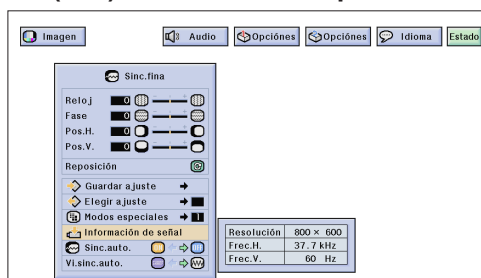 Imagen Audio Opciónes Opciónes Idioma Estado
Sinc.fina
Reloj 0
Fase 0
Pos.H. 0
Pos.V. 0
Reposición
Guardar ajuste
Elegir ajuste
Modos especiales 1
Información de señal
Sinc.auto.
Vi.sinc.auto.
Resolución 800 × 600
Frec.H. 37.7 kHz
Frec.V. 60 Hz